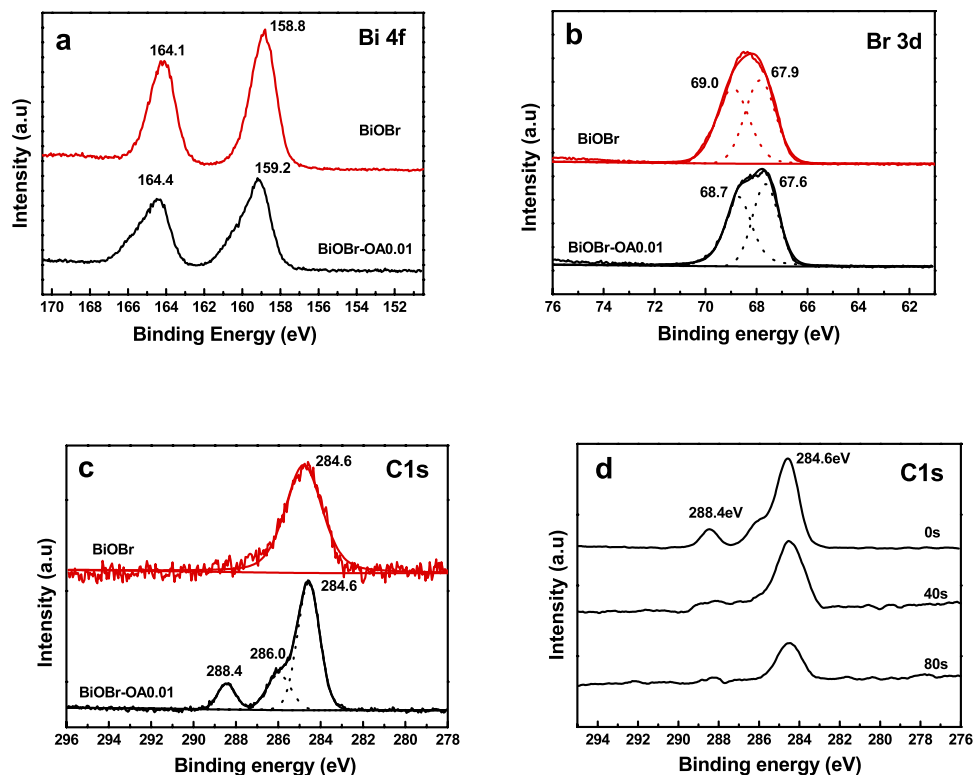 a
Bi 4f
164.1
158.8
BiOBr
164.4
159.2
BiOBr-OA0.01
Intensity (a.u)
170 168 166 164 162 160 158 156 154 152
Binding Energy (eV)
b
Br 3d
69.0
67.9
BiOBr
68.7
67.6
BiOBr-OA0.01
Intensity (a.u)
76 74 72 70 68 66 64 62
Binding energy (eV)
c
C1s
284.6
BiOBr
284.6
286.0
288.4
BiOBr-OA0.01
Intensity (a.u)
296 294 292 290 288 286 284 282 280 278
Binding energy (eV)
d
C1s
284.6eV
288.4eV
0s
40s
80s
Intensity (a.u)
294 292 290 288 286 284 282 280 278 276
Binding energy (eV)